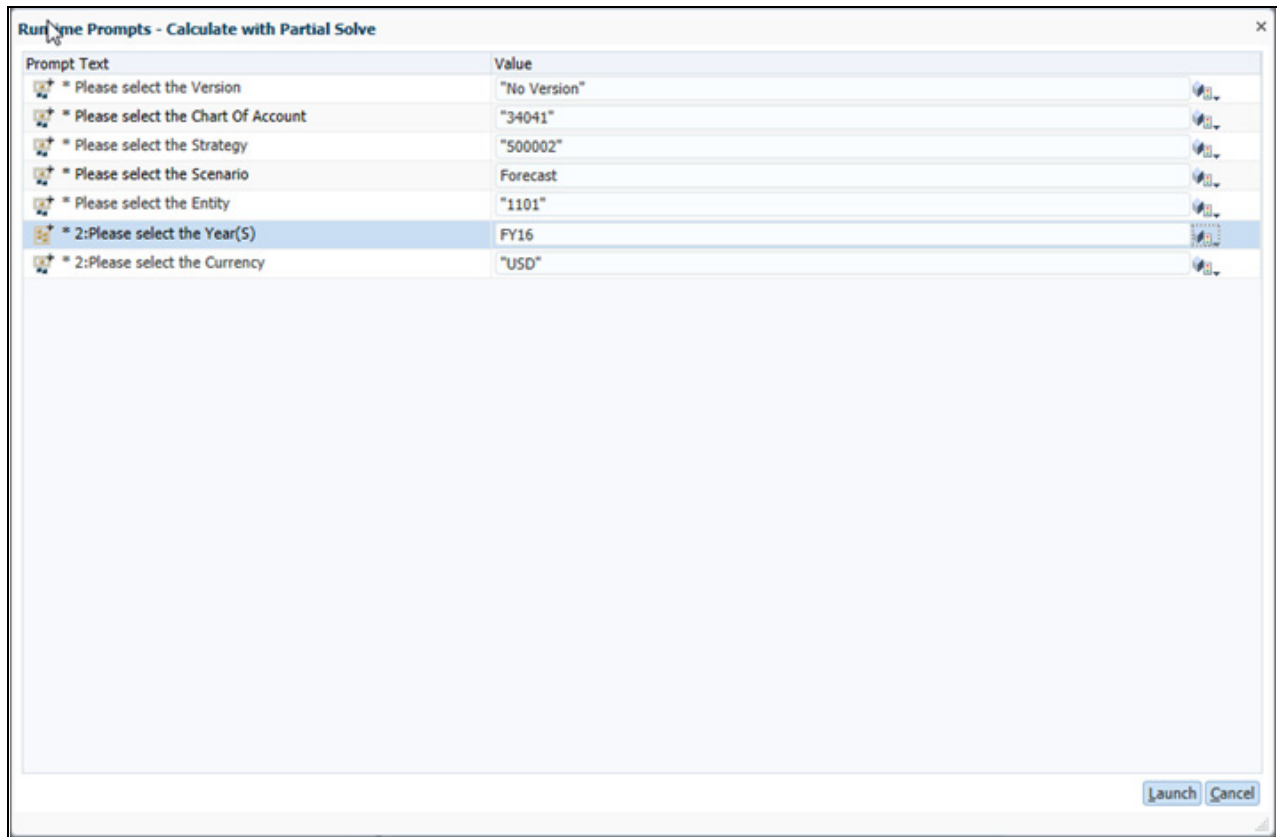 Runtime Prompts - Calculate with Partial Solve
Prompt Text Value
* Please select the Version "No Version"
* Please select the Chart Of Account "34041"
* Please select the Strategy "500002"
* Please select the Scenario Forecast
* Please select the Entity "1101"
* 2:Please select the Year(S) FY16
* 2:Please select the Currency "USD"
Launch Cancel